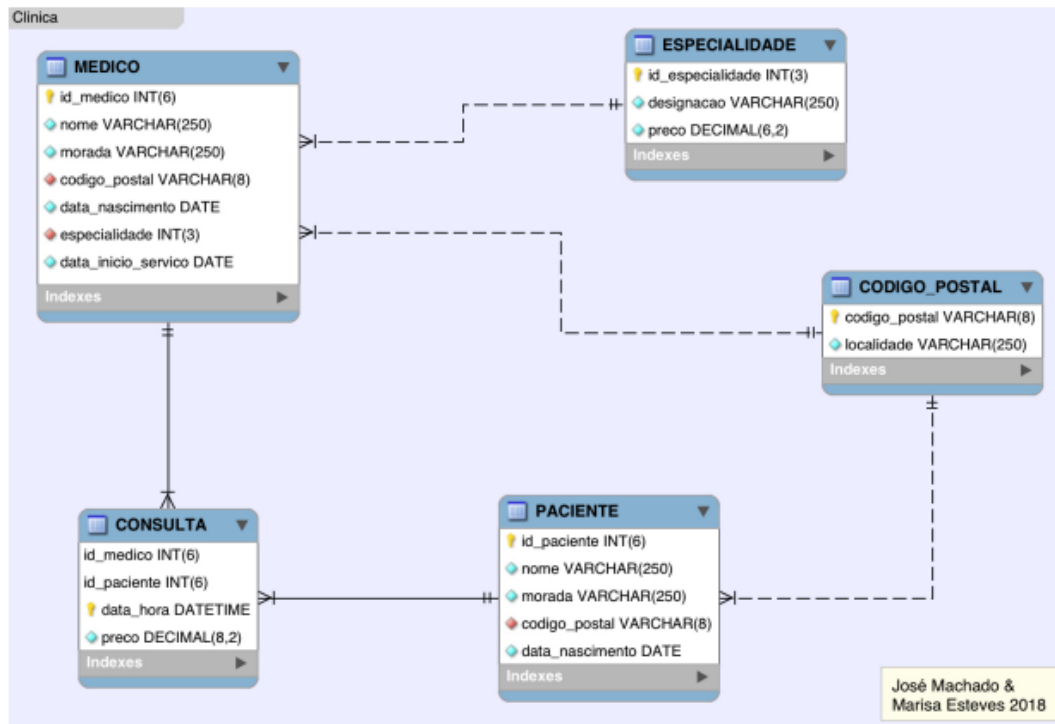 Clinica
MEDICO
id_medico INT(6)
nome VARCHAR(250)
morada VARCHAR(250)
codigo_postal VARCHAR(8)
data_nascimento DATE
especialidade INT(3)
data_inicio_servico DATE
Indexes
ESPECIALIDADE
id_especialidade INT(3)
designacao VARCHAR(250)
preco DECIMAL(6,2)
Indexes
CODIGO_POSTAL
codigo_postal VARCHAR(8)
localidade VARCHAR(250)
Indexes
CONSULTA
id_medico INT(6)
id_paciente INT(6)
data_hora DATETIME
preco DECIMAL(8,2)
Indexes
PACIENTE
id_paciente INT(6)
nome VARCHAR(250)
morada VARCHAR(250)
codigo_postal VARCHAR(8)
data_nascimento DATE
Indexes
José Machado &
Marisa Esteves 2018